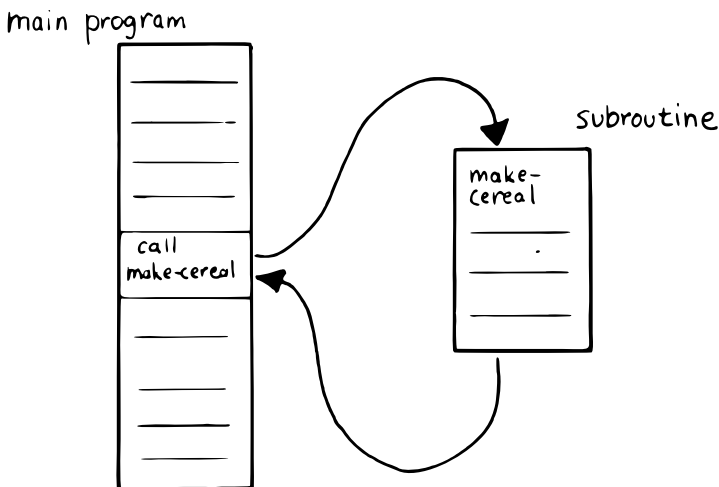 main program
subroutine
make-
cereal
call
make-cereal